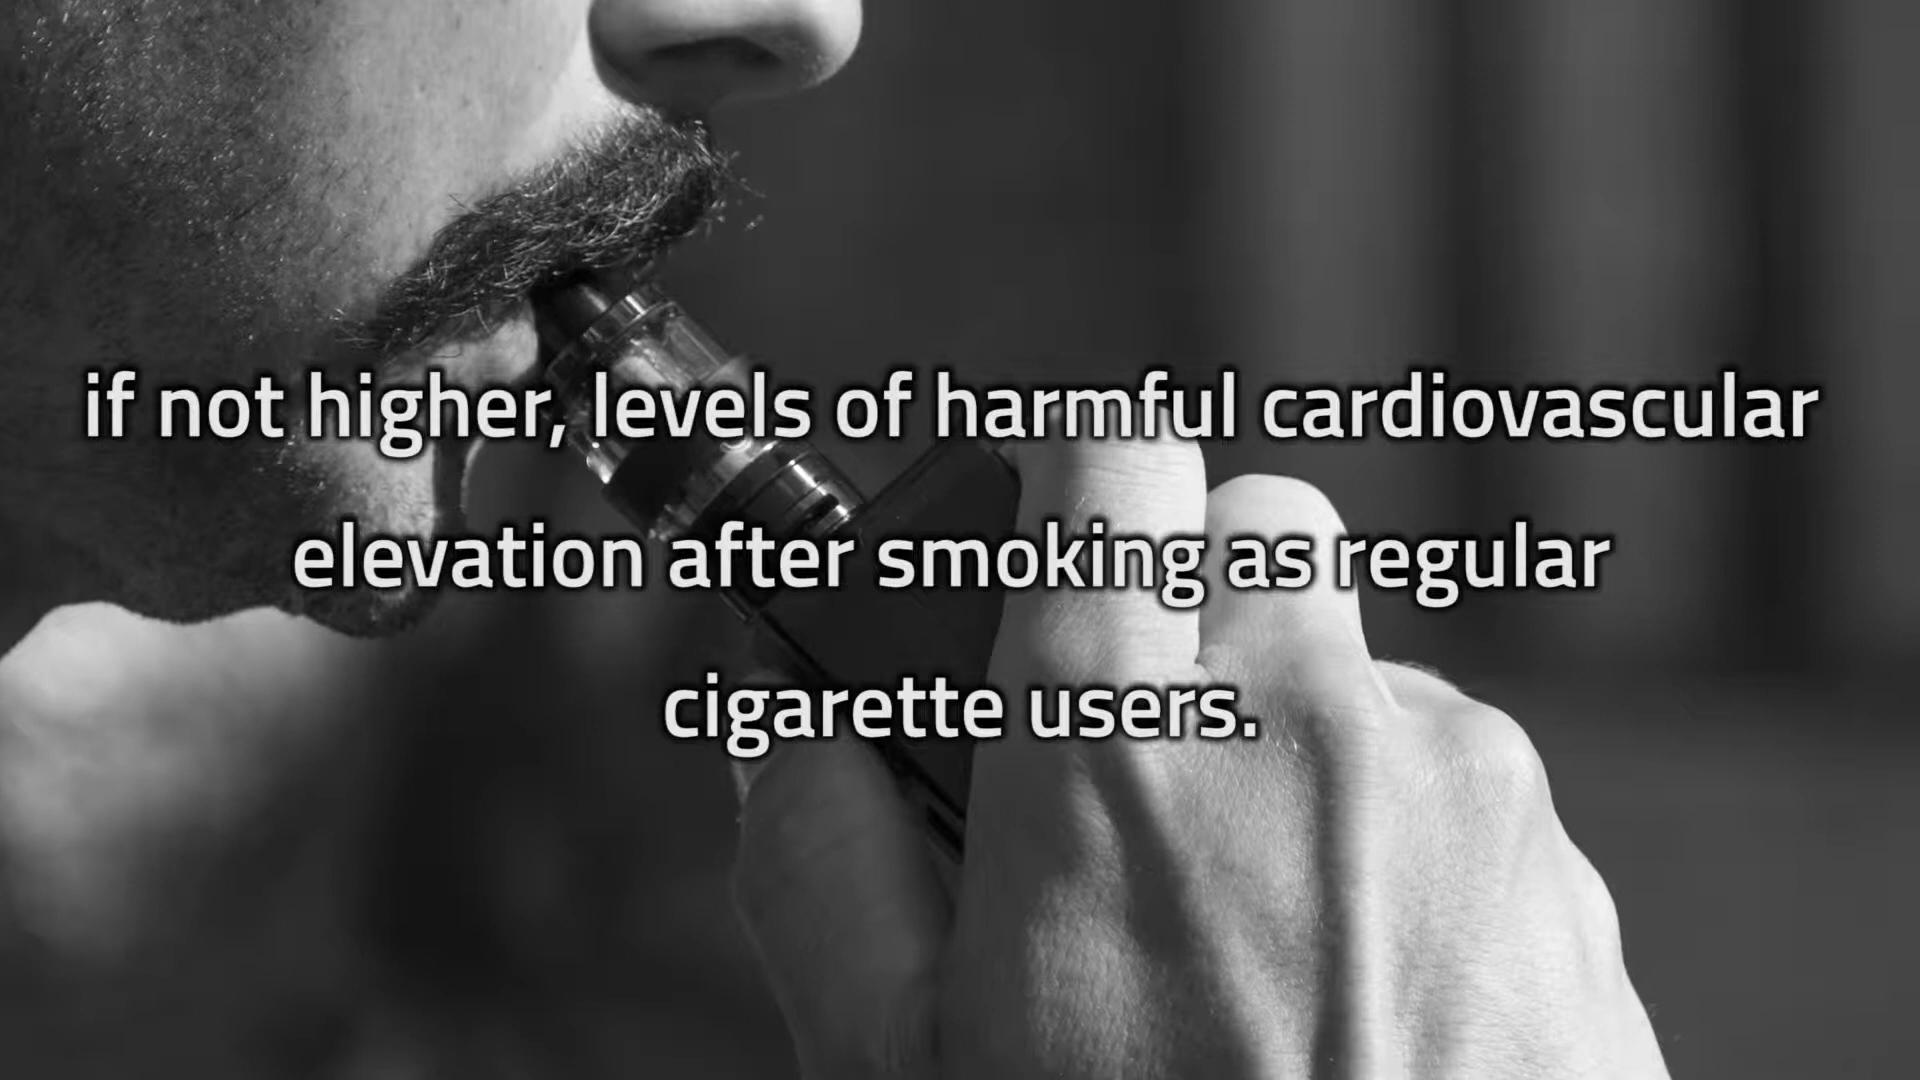 if not higher, levels of harmful cardiovascular
elevation after smoking as regular
cigarette users.